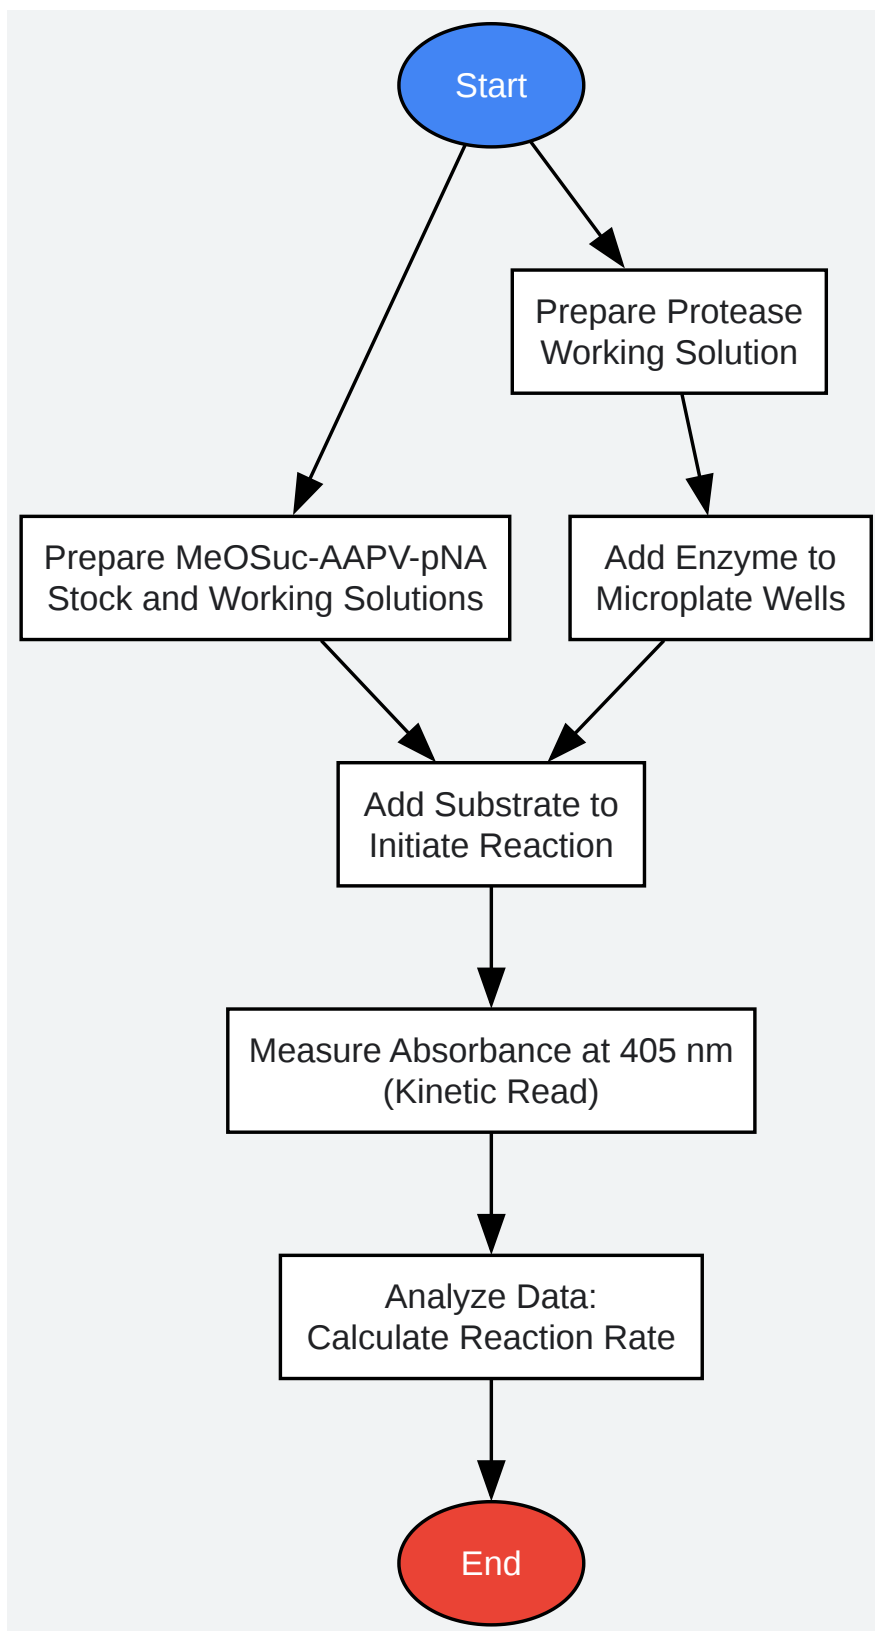 Start
Prepare Protease
Working Solution
Prepare MeOSuc-AAPV-pNA
Stock and Working Solutions
Add Enzyme to
Microplate Wells
Add Substrate to
Initiate Reaction
Measure Absorbance at 405 nm
(Kinetic Read)
Analyze Data:
Calculate Reaction Rate
End